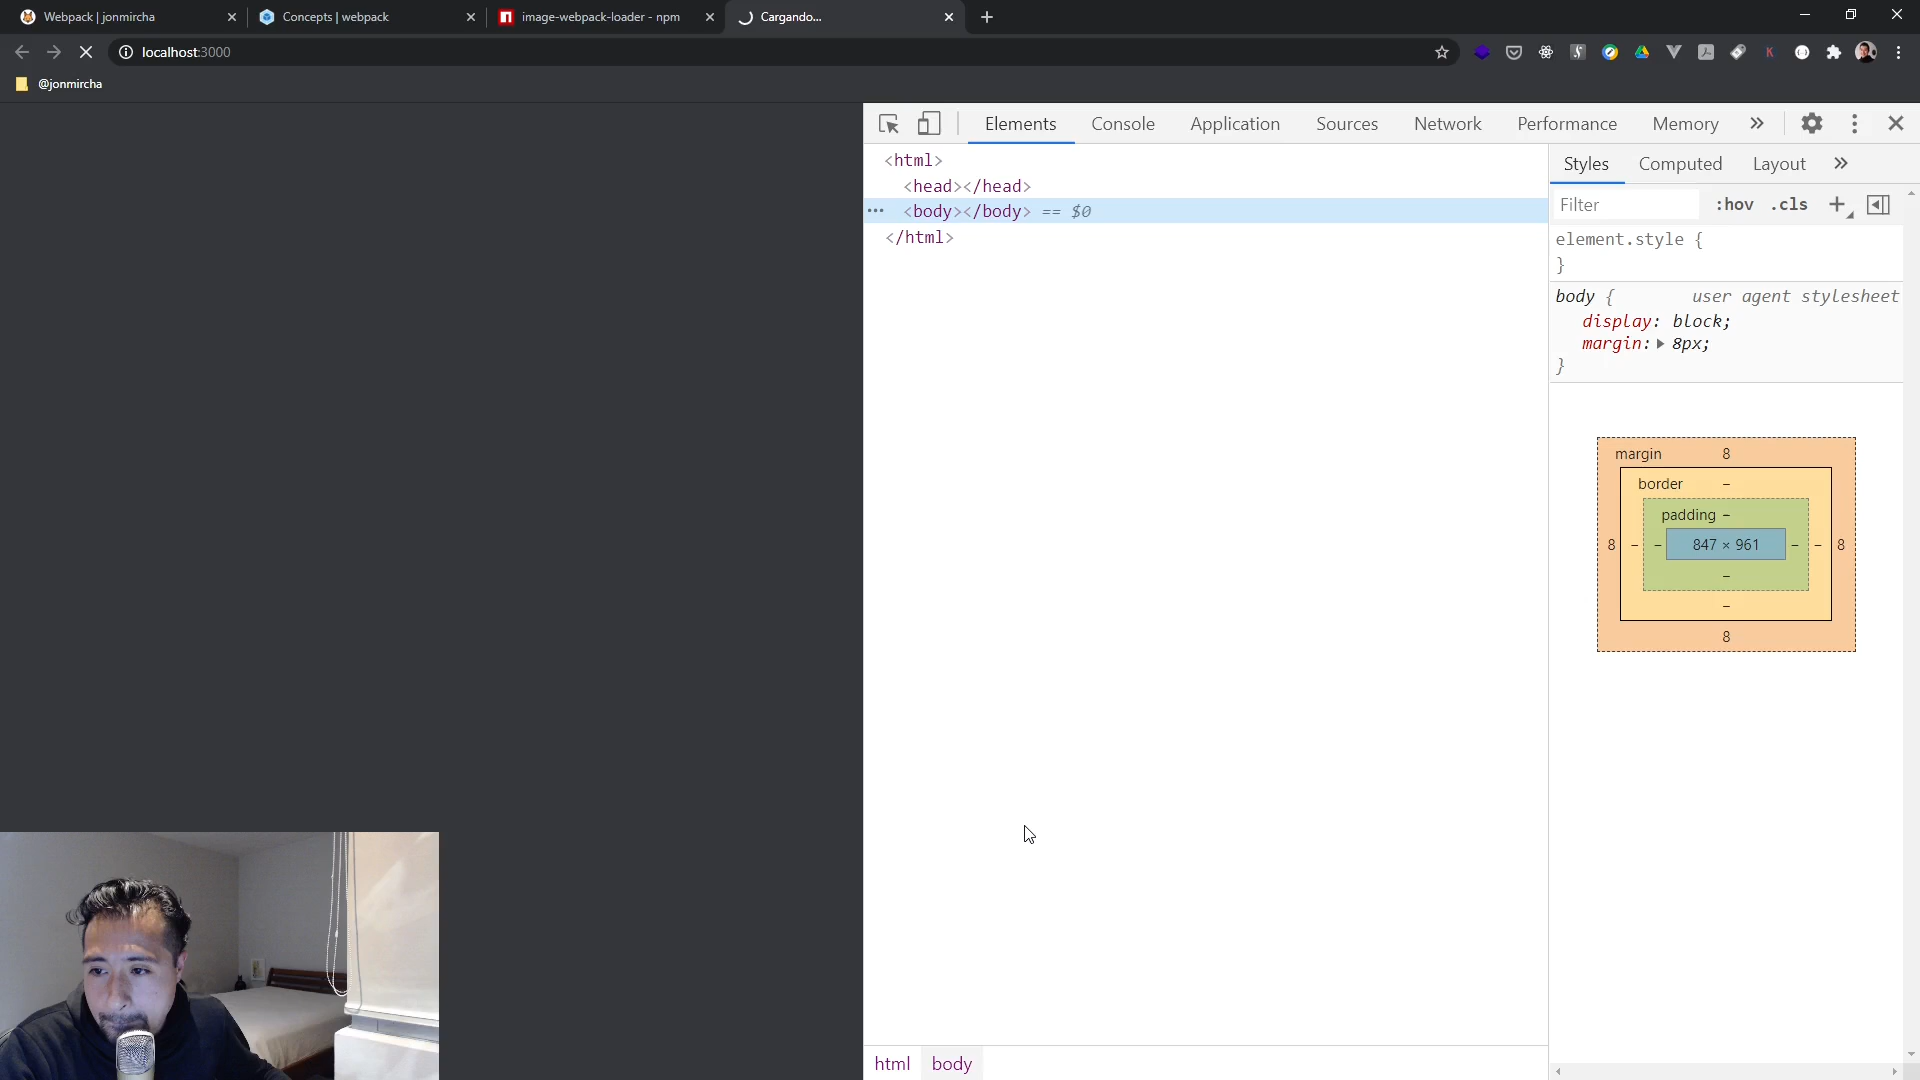 Webpack | jonmircha
Concepts | webpack
image-webpack-loader - npm
Cargando...
localhost:3000
@jonmircha
Elements
Console
Application
Sources
Network
Performance
Memory
<html>
<head></head>
<body></body> == $0
</html>
Styles
Computed
Layout
Filter
:hov
.cls
element.style {
}
body {
user agent stylesheet
display: block;
margin: 8px;
}
margin 8
border –
padding –
8 – – 847 × 961 – – 8
–
–
8
html
body